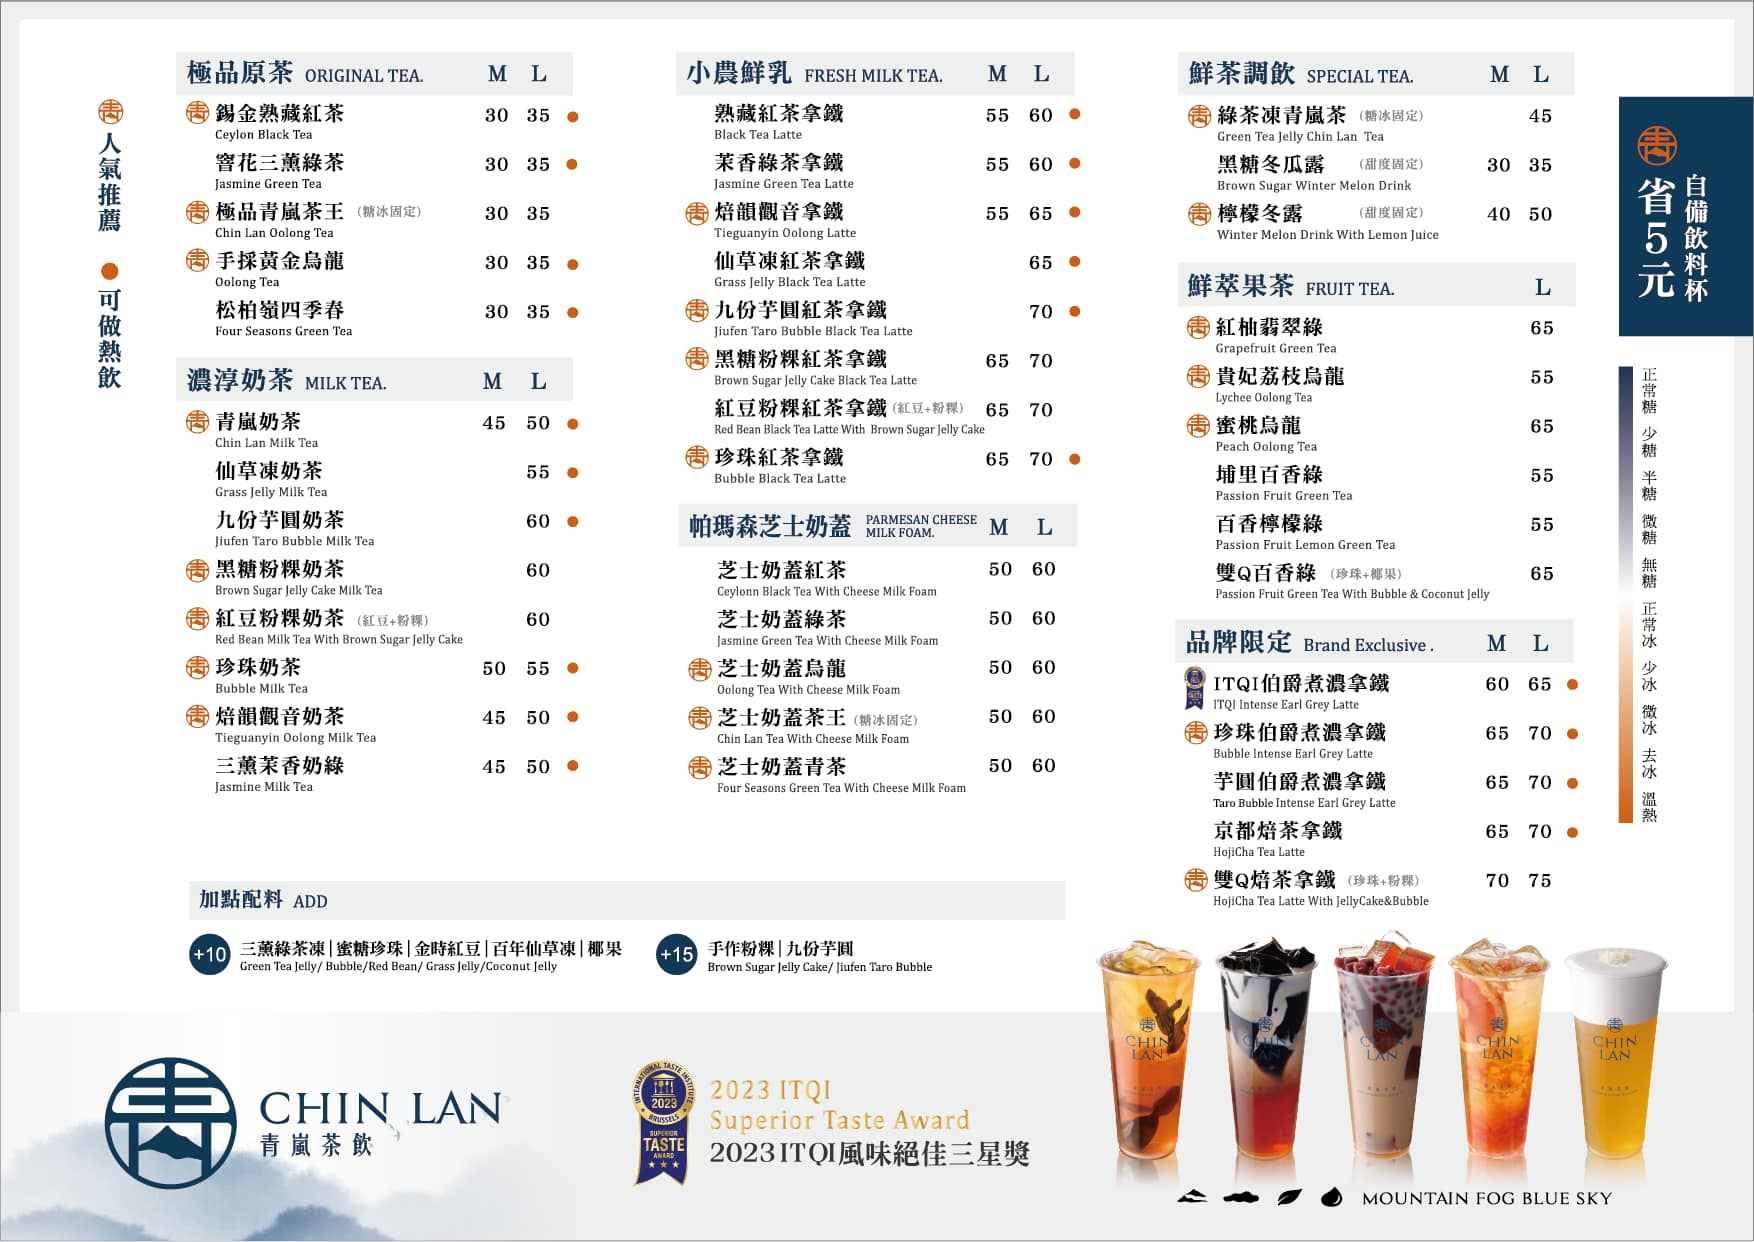 人氣推薦
可做熱飲
極品原茶 ORIGINAL TEA. M L
錫金熟藏紅茶 30 35
Ceylon Black Tea
窨花三薰綠茶 30 35
Jasmine Green Tea
極品青嵐茶王 (糖冰固定) 30 35
Chin Lan Oolong Tea
手採黃金烏龍 30 35
Oolong Tea
松柏嶺四季春 30 35
Four Seasons Green Tea
濃淳奶茶 MILK TEA. M L
青嵐奶茶 45 50
Chin Lan Milk Tea
仙草凍奶茶 55
Grass Jelly Milk Tea
九份芋圓奶茶 60
Jiufen Taro Bubble Milk Tea
黑糖粉粿奶茶 60
Brown Sugar Jelly Cake Milk Tea
紅豆粉粿奶茶 (紅豆+粉粿) 60
Red Bean Milk Tea With Brown Sugar Jelly Cake
珍珠奶茶 50 55
Bubble Milk Tea
焙韻觀音奶茶 45 50
Tieguanyin Oolong Milk Tea
三薰茉香奶綠 45 50
Jasmine Milk Tea
小農鮮乳 FRESH MILK TEA. M L
熟藏紅茶拿鐵 55 60
Black Tea Latte
茉香綠茶拿鐵 55 60
Jasmine Green Tea Latte
焙韻觀音拿鐵 55 65
Tieguanyin Oolong Latte
仙草凍紅茶拿鐵 65
Grass Jelly Black Tea Latte
九份芋圓紅茶拿鐵 70
Jiufen Taro Bubble Black Tea Latte
黑糖粉粿紅茶拿鐵 65 70
Brown Sugar Jelly Cake Black Tea Latte
紅豆粉粿紅茶拿鐵 (紅豆+粉粿) 65 70
Red Bean Black Tea Latte With Brown Sugar Jelly Cake
珍珠紅茶拿鐵 65 70
Bubble Black Tea Latte
帕瑪森芝士奶蓋 PARMESAN CHEESE MILK FOAM. M L
芝士奶蓋紅茶 50 60
Ceylonn Black Tea With Cheese Milk Foam
芝士奶蓋綠茶 50 60
Jasmine Green Tea With Cheese Milk Foam
芝士奶蓋烏龍 50 60
Oolong Tea With Cheese Milk Foam
芝士奶蓋茶王 (糖冰固定) 50 60
Chin Lan Tea With Cheese Milk Foam
芝士奶蓋青茶 50 60
Four Seasons Green Tea With Cheese Milk Foam
鮮茶調飲 SPECIAL TEA. M L
綠茶凍青嵐茶 (糖冰固定) 45
Green Tea Jelly Chin Lan Tea
黑糖冬瓜露 (甜度固定) 30 35
Brown Sugar Winter Melon Drink
檸檬冬露 (甜度固定) 40 50
Winter Melon Drink With Lemon Juice
鮮萃果茶 FRUIT TEA. L
紅柚翡翠綠 65
Grapefruit Green Tea
貴妃荔枝烏龍 55
Lychee Oolong Tea
蜜桃烏龍 65
Peach Oolong Tea
埔里百香綠 55
Passion Fruit Green Tea
百香檸檬綠 55
Passion Fruit Lemon Green Tea
雙Q百香綠 (珍珠+椰果) 65
Passion Fruit Green Tea With Bubble & Coconut Jelly
品牌限定 Brand Exclusive . M L
ITQI伯爵煮濃拿鐵 60 65
ITQI Intense Earl Grey Latte
珍珠伯爵煮濃拿鐵 65 70
Bubble Intense Earl Grey Latte
芋圓伯爵煮濃拿鐵 65 70
Taro Bubble Intense Earl Grey Latte
京都焙茶拿鐵 65 70
HojiCha Tea Latte
雙Q焙茶拿鐵 (珍珠+粉粿) 70 75
HojiCha Tea Latte With JellyCake&Bubble
自備飲料杯
省5元
正常糖 少糖 半糖 微糖 無糖 正常冰 少冰 微冰 去冰 溫熱
加點配料 ADD
+10 三薰綠茶凍|蜜糖珍珠|金時紅豆|百年仙草凍|椰果
Green Tea Jelly/ Bubble/Red Bean/ Grass Jelly/Coconut Jelly
+15 手作粉粿|九份芋圓
Brown Sugar Jelly Cake/ Jiufen Taro Bubble
CHIN LAN
青嵐茶飲
INTERNATIONAL TASTE INSTITUTE
2023
BRUSSELS
SUPERIOR
TASTE
AWARD
2023 ITQI
Superior Taste Award
2023ITQI風味絕佳三星獎
CHIN LAN
CHIN LAN
CHIN LAN
CHIN LAN
CHIN LAN
MOUNTAIN FOG BLUE SKY